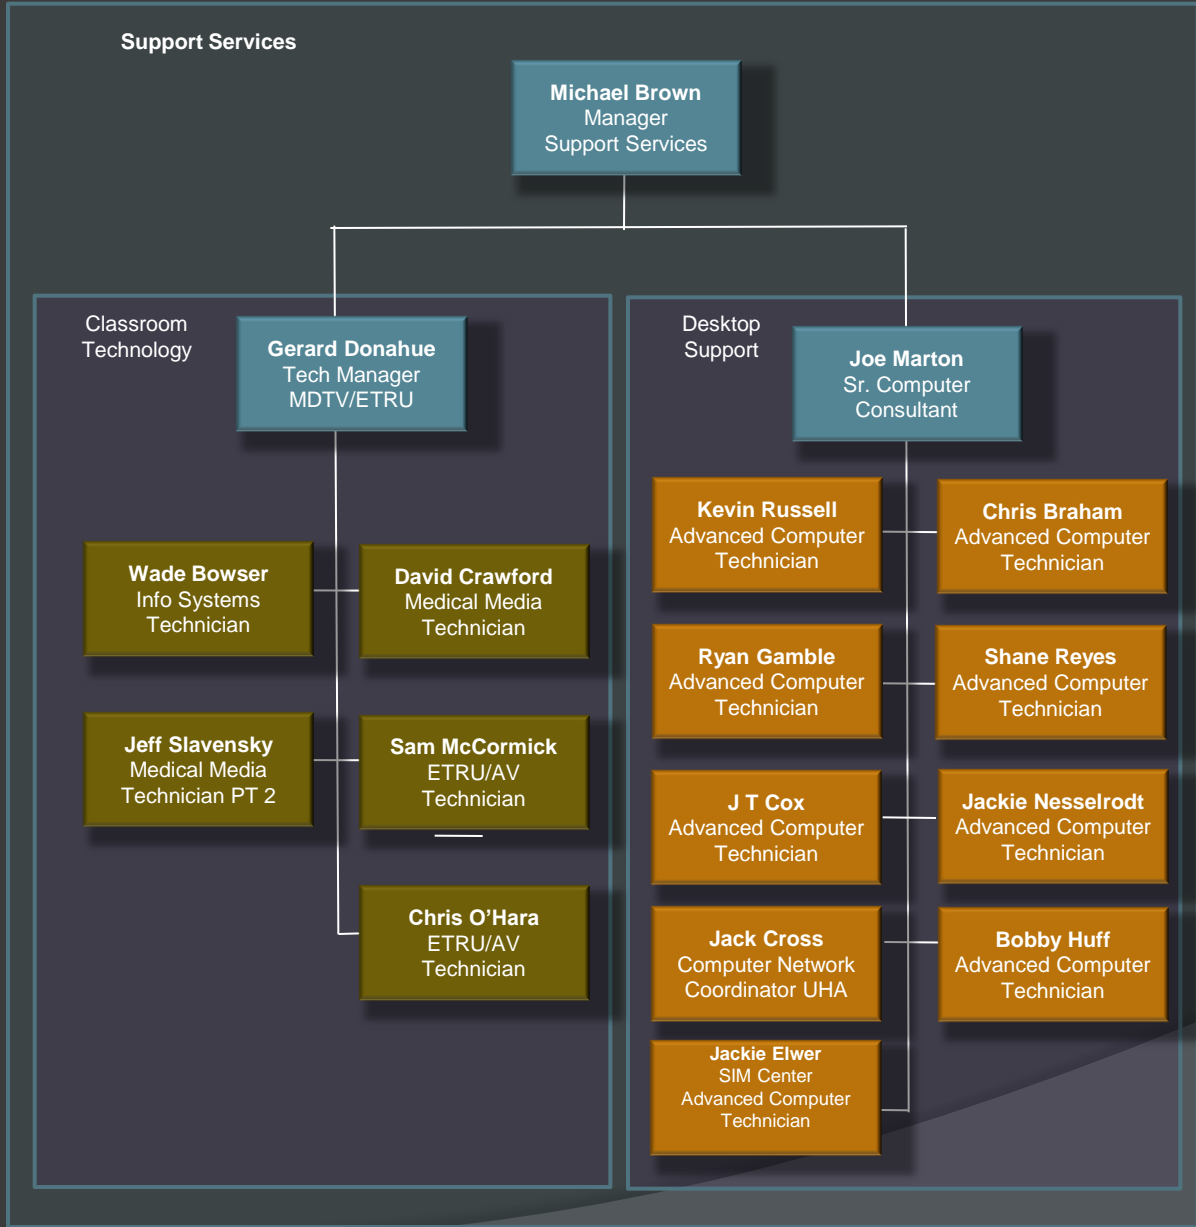 Support Services
Michael Brown
Manager
Support Services
Classroom
Technology
Gerard Donahue
Tech Manager
MDTV/ETRU
Wade Bowser
Info Systems
Technician
David Crawford
Medical Media
Technician
Jeff Slavensky
Medical Media
Technician PT 2
Sam McCormick
ETRU/AV
Technician
Chris O’Hara
ETRU/AV
Technician
Desktop
Support
Joe Marton
Sr. Computer
Consultant
Kevin Russell
Advanced Computer
Technician
Chris Braham
Advanced Computer
Technician
Ryan Gamble
Advanced Computer
Technician
Shane Reyes
Advanced Computer
Technician
J T Cox
Advanced Computer
Technician
Jackie Nesselrodt
Advanced Computer
Technician
Jack Cross
Computer Network
Coordinator UHA
Bobby Huff
Advanced Computer
Technician
Jackie Elwer
SIM Center
Advanced Computer
Technician